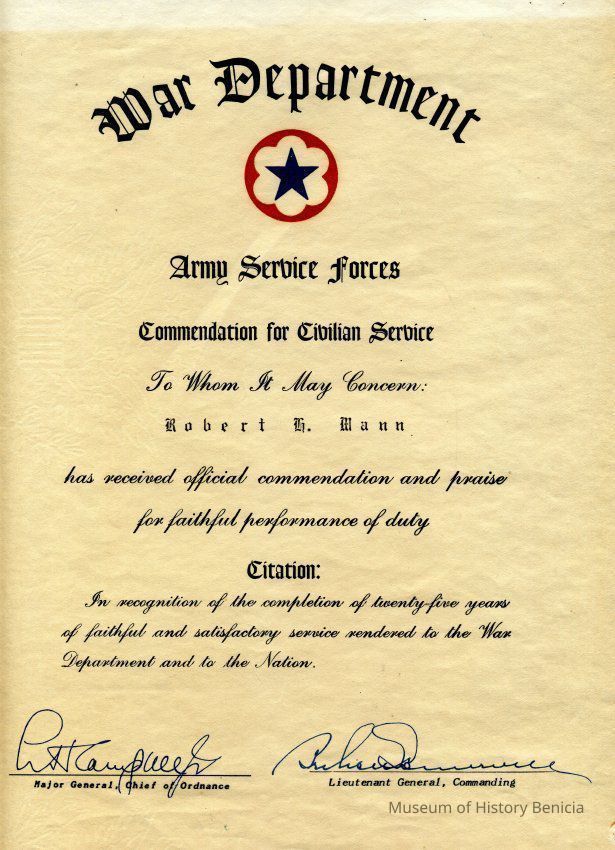 War Department
Army Service Forces
Commendation for Civilian Service
To Whom It May Concern:
Robert H. Mann
has received official commendation and praise
for faithful performance of duty
Citation:
In recognition of the completion of twenty-five years
of faithful and satisfactory service rendered to the War
Department and to the Nation.
Major General, Chief of Ordnance
Lieutenant General, Commanding
Museum of History Benicia